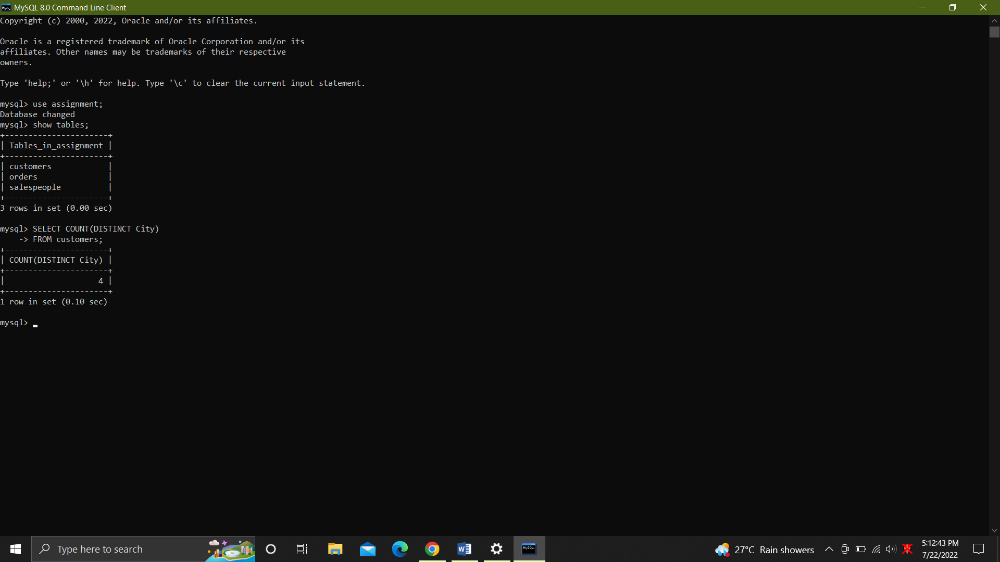 MySQL 8.0 Command Line Client
Copyright (c) 2000, 2022, Oracle and/or its affiliates.
Oracle is a registered trademark of Oracle Corporation and/or its
affiliates. Other names may be trademarks of their respective
owners.
Type 'help;' or '\h' for help. Type '\c' to clear the current input statement.
mysql> use assignment;
Database changed
mysql> show tables;
+----------------------+
| Tables_in_assignment |
+----------------------+
| customers            |
| orders               |
| salespeople          |
+----------------------+
3 rows in set (0.00 sec)
mysql> SELECT COUNT(DISTINCT City)
    -> FROM customers;
+----------------------+
| COUNT(DISTINCT City) |
+----------------------+
|                    4 |
+----------------------+
1 row in set (0.10 sec)
mysql>
Type here to search
27°C Rain showers
5:12:43 PM
7/22/2022